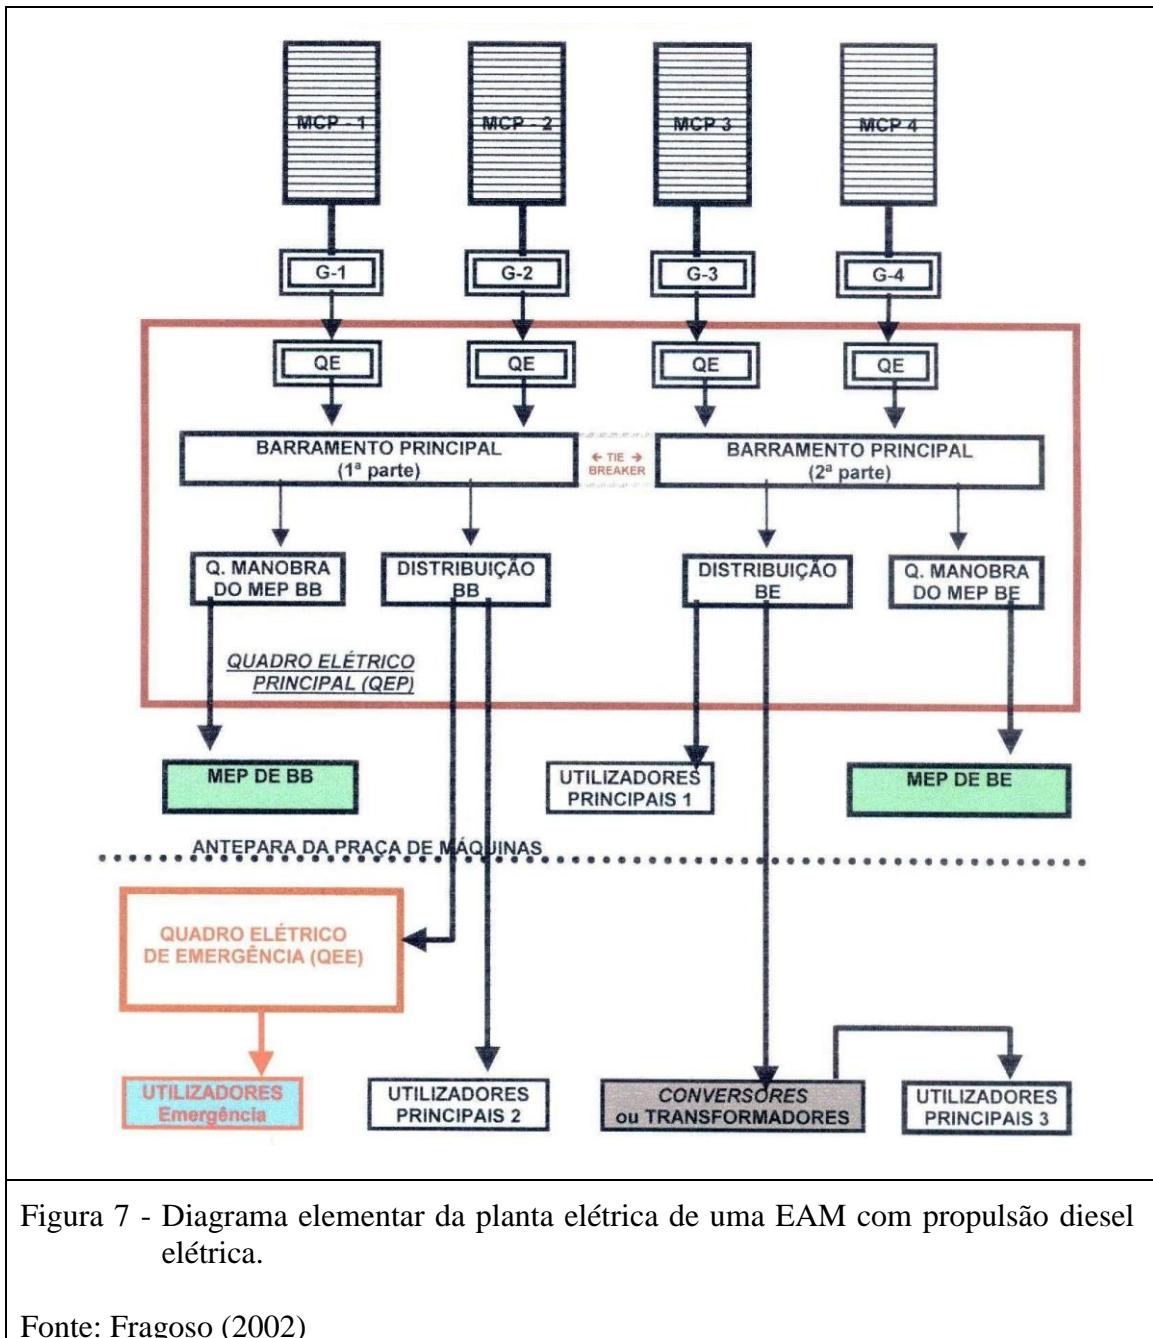 MCP - 1
MCP - 2
MCP 3
MCP 4
G-1
G-2
G-3
G-4
QE
QE
QE
QE
BARRAMENTO PRINCIPAL
(1ª parte)
← TIE →
BREAKER
BARRAMENTO PRINCIPAL
(2ª parte)
Q. MANOBRA
DO MEP BB
DISTRIBUIÇÃO
BB
DISTRIBUIÇÃO
BE
Q. MANOBRA
DO MEP BE
QUADRO ELÉTRICO
PRINCIPAL (QEP)
MEP DE BB
UTILIZADORES
PRINCIPAIS 1
MEP DE BE
ANTEPARA DA PRAÇA DE MÁQUINAS
QUADRO ELÉTRICO
DE EMERGÊNCIA (QEE)
UTILIZADORES
Emergência
UTILIZADORES
PRINCIPAIS 2
CONVERSORES
ou TRANSFORMADORES
UTILIZADORES
PRINCIPAIS 3
Figura 7 - Diagrama elementar da planta elétrica de uma EAM com propulsão diesel
elétrica.
Fonte: Fragoso (2002)